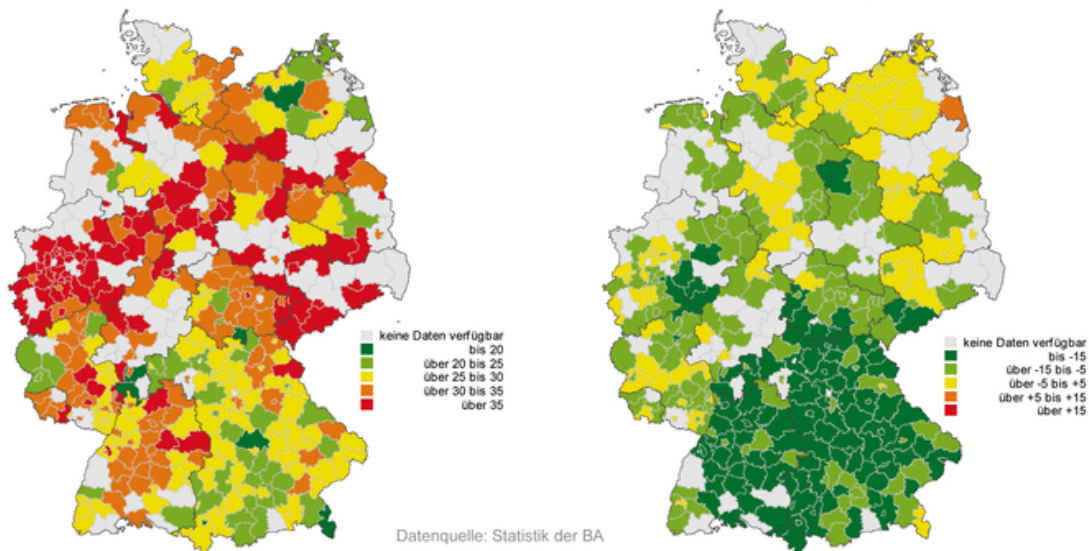 keine Daten verfügbar
bis 20
über 20 bis 25
über 25 bis 30
über 30 bis 35
über 35
keine Daten verfügbar
bis -15
über -15 bis -5
über -5 bis +5
über +5 bis +15
über +15
Datenquelle: Statistik der BA